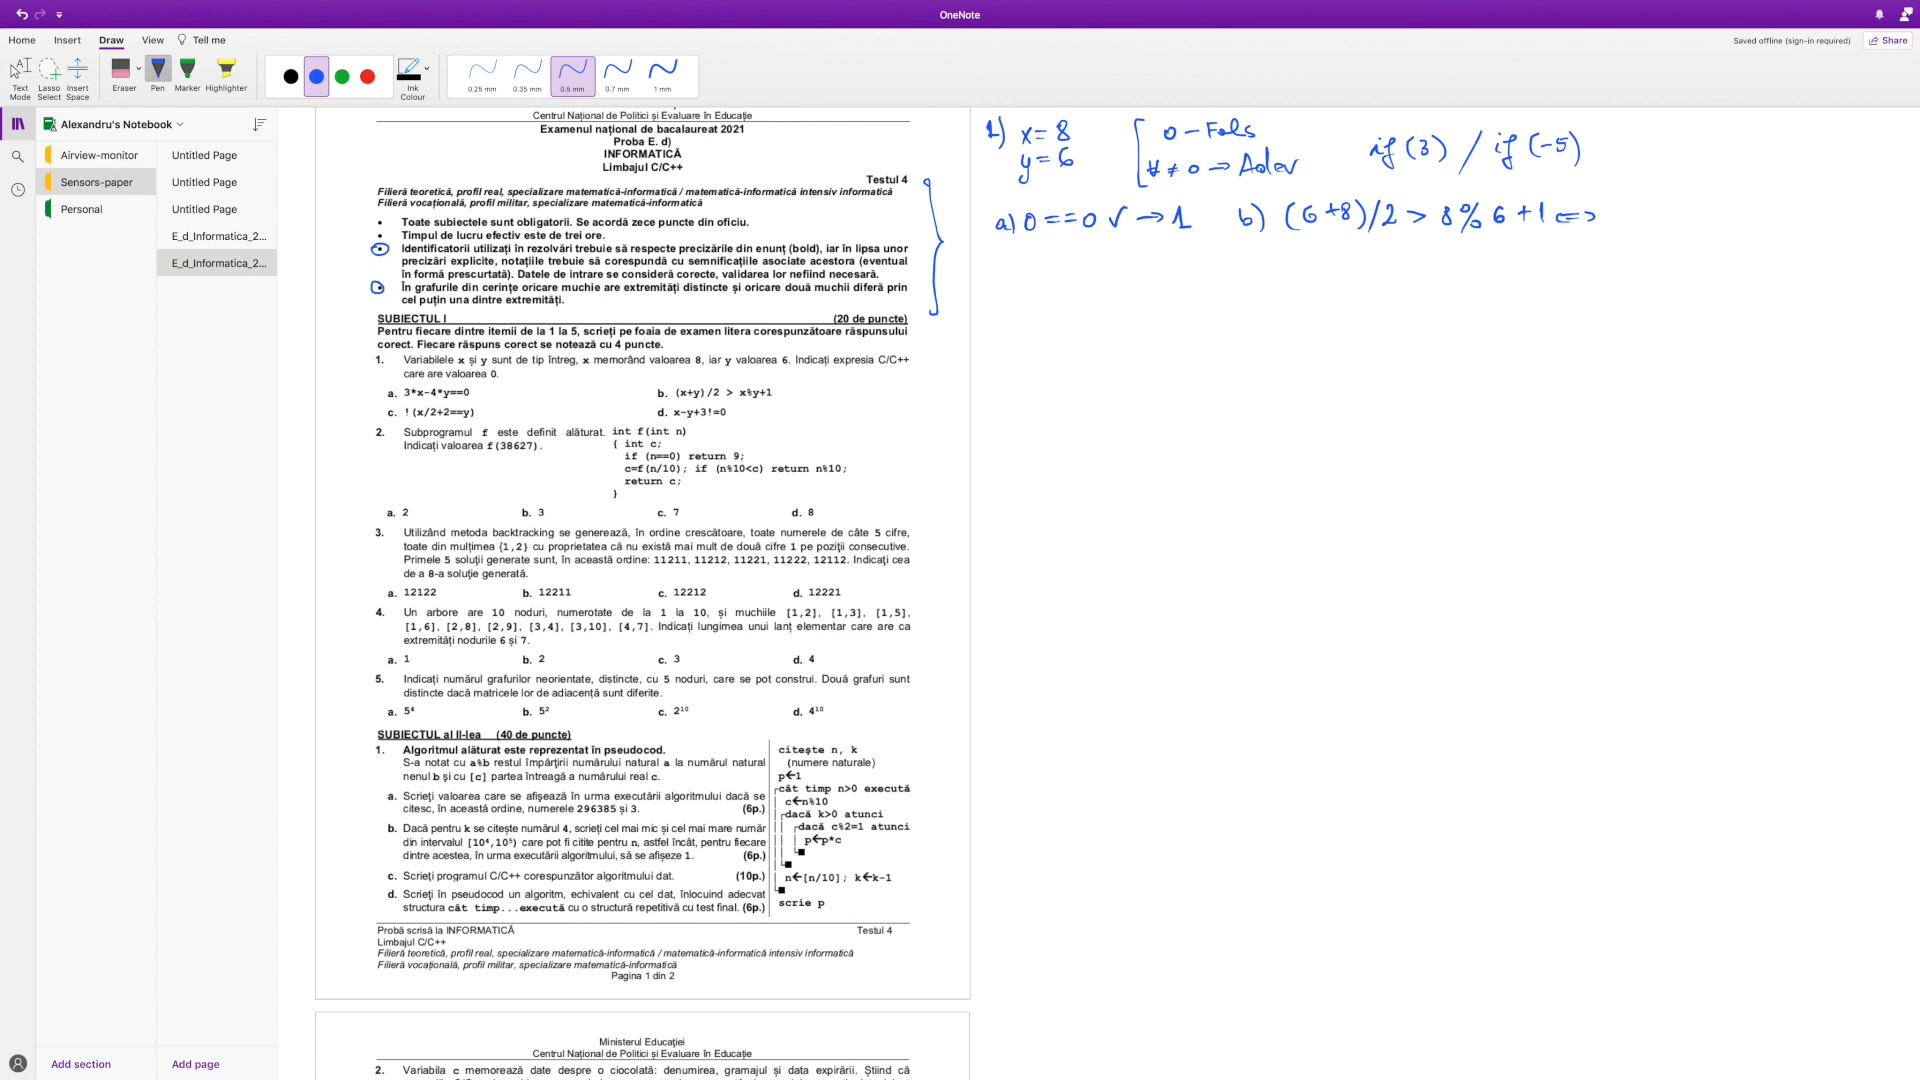 OneNote
Home Insert Draw View Tell me
Saved offline (sign-in required) Share
Text Mode
Lasso Select
Insert Space
Eraser
Pen
Marker
Highlighter
Ink Colour
0.25 mm 0.35 mm 0.5 mm 0.7 mm 1 mm
Alexandru's Notebook
Airview-monitor
Sensors-paper
Personal
Untitled Page
Untitled Page
Untitled Page
E_d_Informatica_2...
E_d_Informatica_2...
Add section
Add page
Centrul Național de Politici și Evaluare în Educație
Examenul național de bacalaureat 2021
Proba E. d)
INFORMATICĂ
Limbajul C/C++
Testul 4
Filieră teoretică, profil real, specializare matematică-informatică / matematică-informatică intensiv informatică
Filieră vocațională, profil militar, specializare matematică-informatică
• Toate subiectele sunt obligatorii. Se acordă zece puncte din oficiu.
• Timpul de lucru efectiv este de trei ore.
• Identificatorii utilizați în rezolvări trebuie să respecte precizările din enunț (bold), iar în lipsa unor
precizări explicite, notațiile trebuie să corespundă cu semnificațiile asociate acestora (eventual
în formă prescurtată). Datele de intrare se consideră corecte, validarea lor nefiind necesară.
• În grafurile din cerințe oricare muchie are extremități distincte și oricare două muchii diferă prin
cel puțin una dintre extremități.
SUBIECTUL I (20 de puncte)
Pentru fiecare dintre itemii de la 1 la 5, scrieți pe foaia de examen litera corespunzătoare răspunsului
corect. Fiecare răspuns corect se notează cu 4 puncte.
1. Variabilele x și y sunt de tip întreg, x memorând valoarea 8, iar y valoarea 6. Indicați expresia C/C++
care are valoarea 0.
a. 3*x-4*y==0 b. (x+y)/2 > x%y+1
c. !(x/2+2==y) d. x-y+3!=0
2. Subprogramul f este definit alăturat.
Indicați valoarea f(38627).
int f(int n)
{ int c;
if (n==0) return 9;
c=f(n/10); if (n%10<c) return n%10;
return c;
}
a. 2 b. 3 c. 7 d. 8
3. Utilizând metoda backtracking se generează, în ordine crescătoare, toate numerele de câte 5 cifre,
toate din mulțimea {1,2} cu proprietatea că nu există mai mult de două cifre 1 pe poziții consecutive.
Primele 5 soluții generate sunt, în această ordine: 11211, 11212, 11221, 11222, 12112. Indicați cea
de a 8-a soluție generată.
a. 12122 b. 12211 c. 12212 d. 12221
4. Un arbore are 10 noduri, numerotate de la 1 la 10, și muchiile [1,2], [1,3], [1,5],
[1,6], [2,8], [2,9], [3,4], [3,10], [4,7]. Indicați lungimea unui lanț elementar care are ca
extremități nodurile 6 și 7.
a. 1 b. 2 c. 3 d. 4
5. Indicați numărul grafurilor neorientate, distincte, cu 5 noduri, care se pot construi. Două grafuri sunt
distincte dacă matricele lor de adiacență sunt diferite.
a. 5⁴ b. 5² c. 2¹⁰ d. 4¹⁰
SUBIECTUL al II-lea (40 de puncte)
1. Algoritmul alăturat este reprezentat în pseudocod.
S-a notat cu a%b restul împărțirii numărului natural a la numărul natural
nenul b și cu [c] partea întreagă a numărului real c.
a. Scrieți valoarea care se afișează în urma executării algoritmului dacă se
citesc, în această ordine, numerele 296385 și 3. (6p.)
b. Dacă pentru k se citește numărul 4, scrieți cel mai mic și cel mai mare număr
din intervalul [10⁴,10⁵) care pot fi citite pentru n, astfel încât, pentru fiecare
dintre acestea, în urma executării algoritmului, să se afișeze 1. (6p.)
c. Scrieți programul C/C++ corespunzător algoritmului dat. (10p.)
d. Scrieți în pseudocod un algoritm, echivalent cu cel dat, înlocuind adecvat
structura cât timp...execută cu o structură repetitivă cu test final. (6p.)
citește n, k
(numere naturale)
p←1
┌cât timp n>0 execută
│ c←n%10
│┌dacă k>0 atunci
││ ┌dacă c%2=1 atunci
││ │ p←p*c
││ └■
│└■
│ n←[n/10]; k←k-1
└■
scrie p
Probă scrisă la INFORMATICĂ Testul 4
Limbajul C/C++
Filieră teoretică, profil real, specializare matematică-informatică / matematică-informatică intensiv informatică
Filieră vocațională, profil militar, specializare matematică-informatică
Pagina 1 din 2
Ministerul Educației
Centrul Național de Politici și Evaluare în Educație
2. Variabila c memorează date despre o ciocolată: denumirea, gramajul și data expirării. Știind că
1) x=8
y=6
0 – Fals
∀ ≠ 0 → Adev
if (3) / if (-5)
a) 0 == 0 ✓ → 1 b) (6+8)/2 > 8% 6 +1 <=>